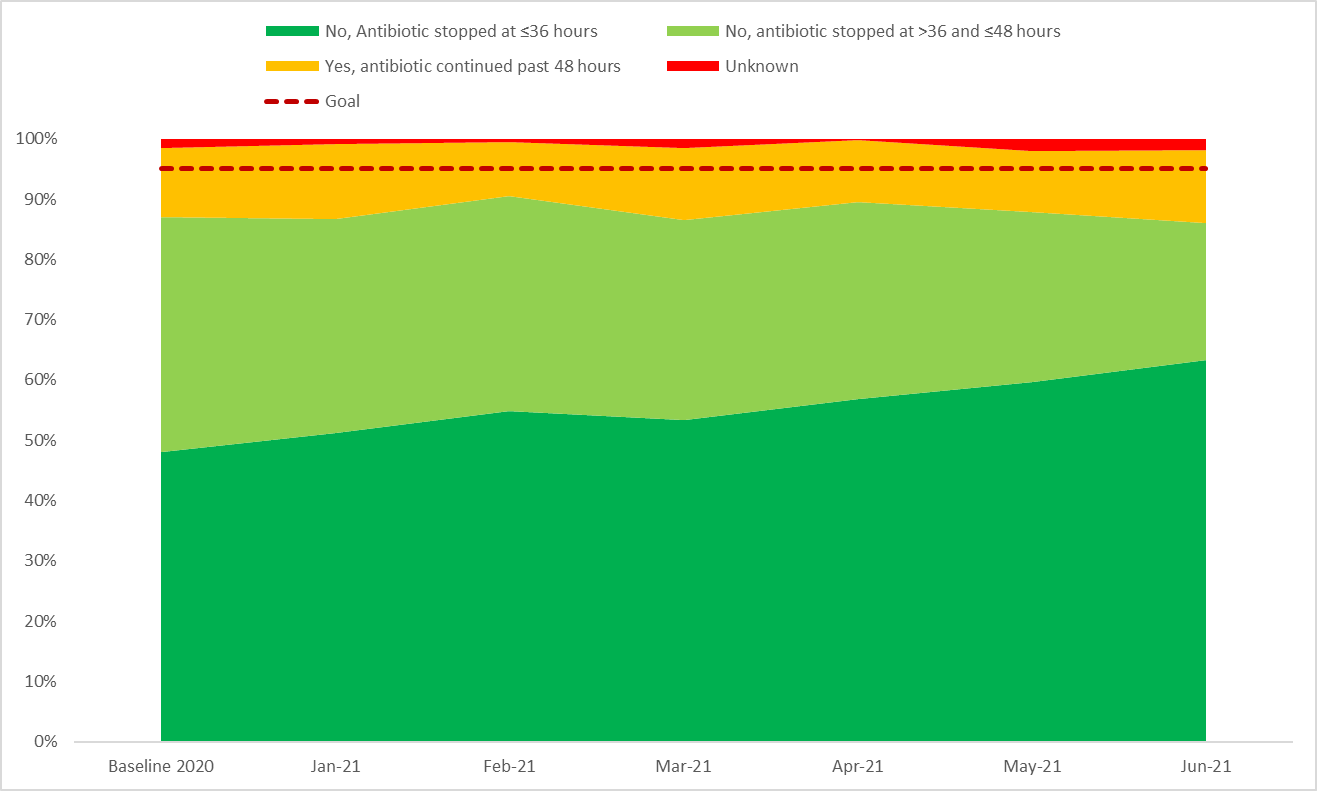 No, Antibiotic stopped at ≤36 hours
No, antibiotic stopped at >36 and ≤48 hours
Yes, antibiotic continued past 48 hours
Unknown
Goal
100%
90%
80%
70%
60%
50%
40%
30%
20%
10%
0%
Baseline 2020
Jan-21
Feb-21
Mar-21
Apr-21
May-21
Jun-21